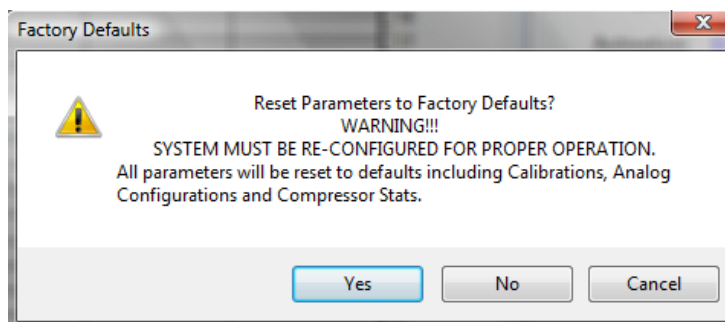 Factory Defaults
Reset Parameters to Factory Defaults?
WARNING!!!
SYSTEM MUST BE RE-CONFIGURED FOR PROPER OPERATION.
All parameters will be reset to defaults including Calibrations, Analog
Configurations and Compressor Stats.
Yes
No
Cancel